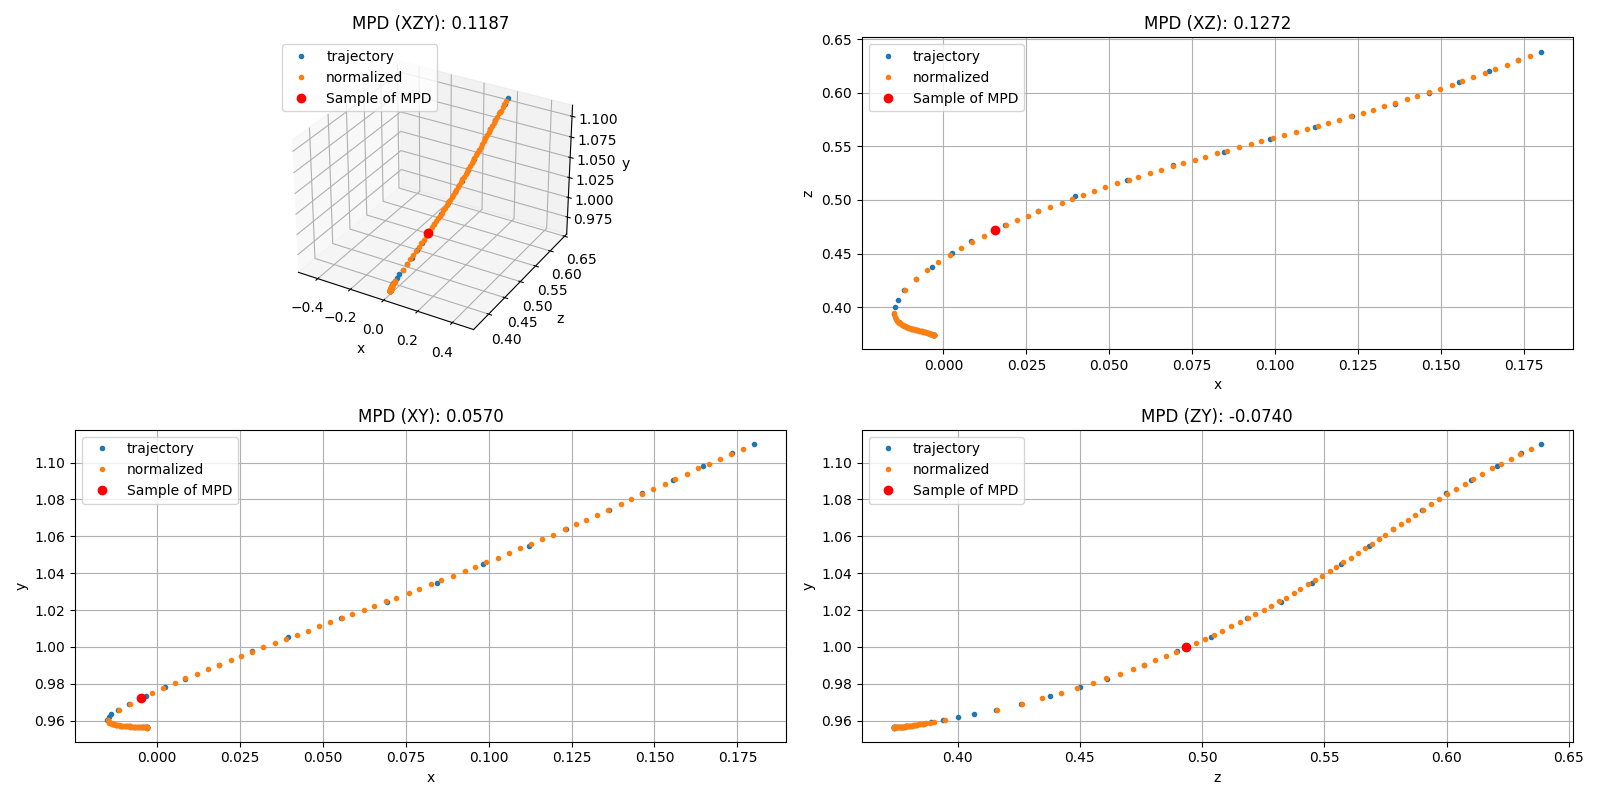 MPD (XZY): 0.1187
trajectory
normalized
Sample of MPD
1.100
1.075
1.050
1.025
1.000
0.975
y
0.65
0.60
0.55
0.50
0.45
0.40
z
−0.4
−0.2
0.0
0.2
0.4
x
MPD (XZ): 0.1272
trajectory
normalized
Sample of MPD
0.65
0.60
0.55
0.50
0.45
0.40
z
0.000 0.025 0.050 0.075 0.100 0.125 0.150 0.175
x
MPD (XY): 0.0570
trajectory
normalized
Sample of MPD
1.10
1.08
1.06
1.04
1.02
1.00
0.98
0.96
y
0.000 0.025 0.050 0.075 0.100 0.125 0.150 0.175
x
MPD (ZY): -0.0740
trajectory
normalized
Sample of MPD
1.10
1.08
1.06
1.04
1.02
1.00
0.98
0.96
y
0.40 0.45 0.50 0.55 0.60 0.65
z